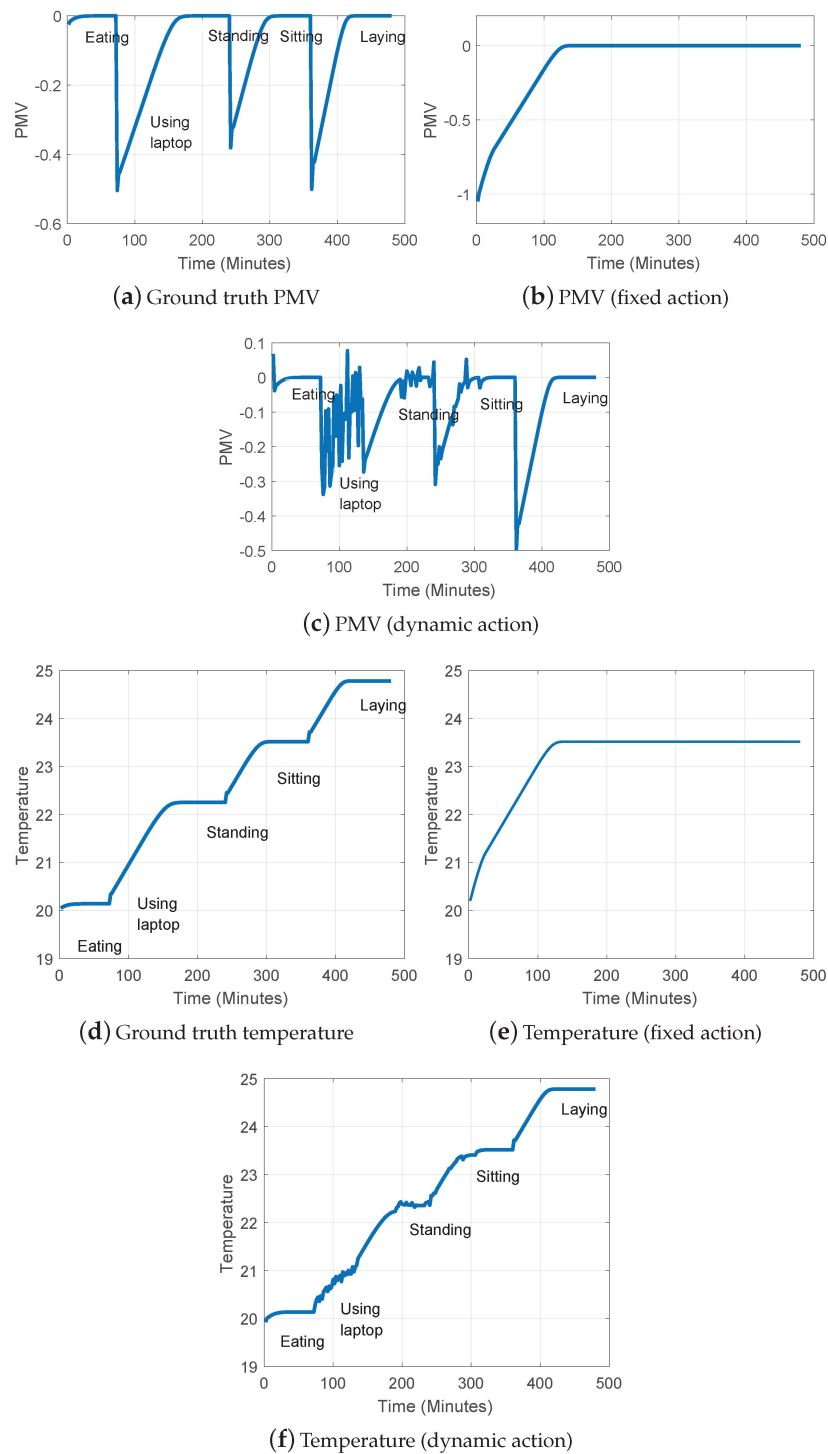 0
-0.2
-0.4
-0.6
PMV
Eating
Using
laptop
Standing
Sitting
Laying
0 100 200 300 400 500
Time (Minutes)
(a) Ground truth PMV
0
-0.5
-1
PMV
0 100 200 300 400 500
Time (Minutes)
(b) PMV (fixed action)
0.1
0
-0.1
-0.2
-0.3
-0.4
-0.5
PMV
Eating
Using
laptop
Standing
Sitting
Laying
0 100 200 300 400 500
Time (Minutes)
(c) PMV (dynamic action)
25
24
23
22
21
20
19
Temperature
Eating
Using
laptop
Standing
Sitting
Laying
0 100 200 300 400 500
Time (Minutes)
(d) Ground truth temperature
25
24
23
22
21
20
19
Temperature
0 100 200 300 400 500
Time (Minutes)
(e) Temperature (fixed action)
25
24
23
22
21
20
19
Temperature
Eating
Using
laptop
Standing
Sitting
Laying
0 100 200 300 400 500
Time (Minutes)
(f) Temperature (dynamic action)